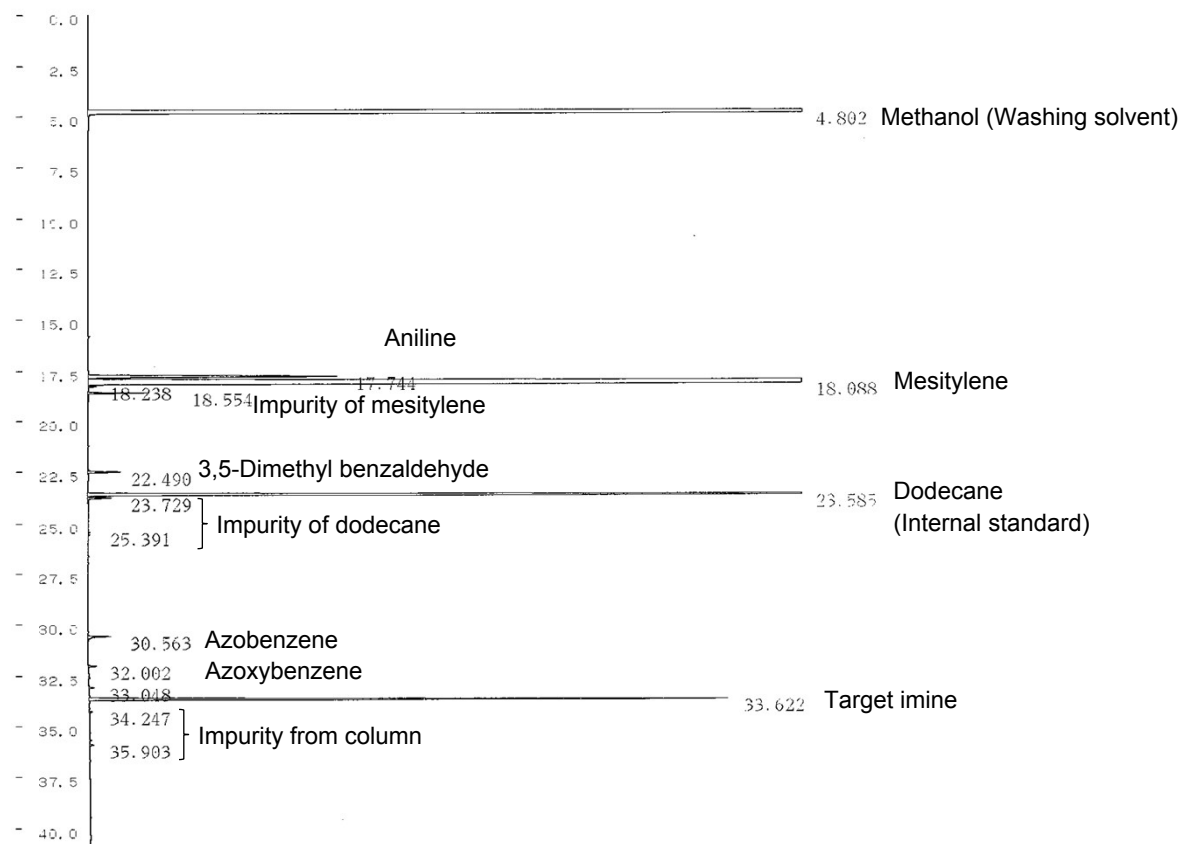 - 0.0
- 2.5
4.802 Methanol (Washing solvent)
- 5.0
- 7.5
- 10.0
- 12.5
- 15.0
Aniline
- 17.5
17.744
18.088 Mesitylene
18.238 18.554 Impurity of mesitylene
- 20.0
22.490 3,5-Dimethyl benzaldehyde
- 22.5
23.585 Dodecane
(Internal standard)
23.729
Impurity of dodecane
- 25.0
25.391
- 27.5
- 30.0
30.563 Azobenzene
32.002 Azoxybenzene
- 32.5
33.048
33.622 Target imine
34.247
- 35.0
Impurity from column
35.903
- 37.5
- 40.0